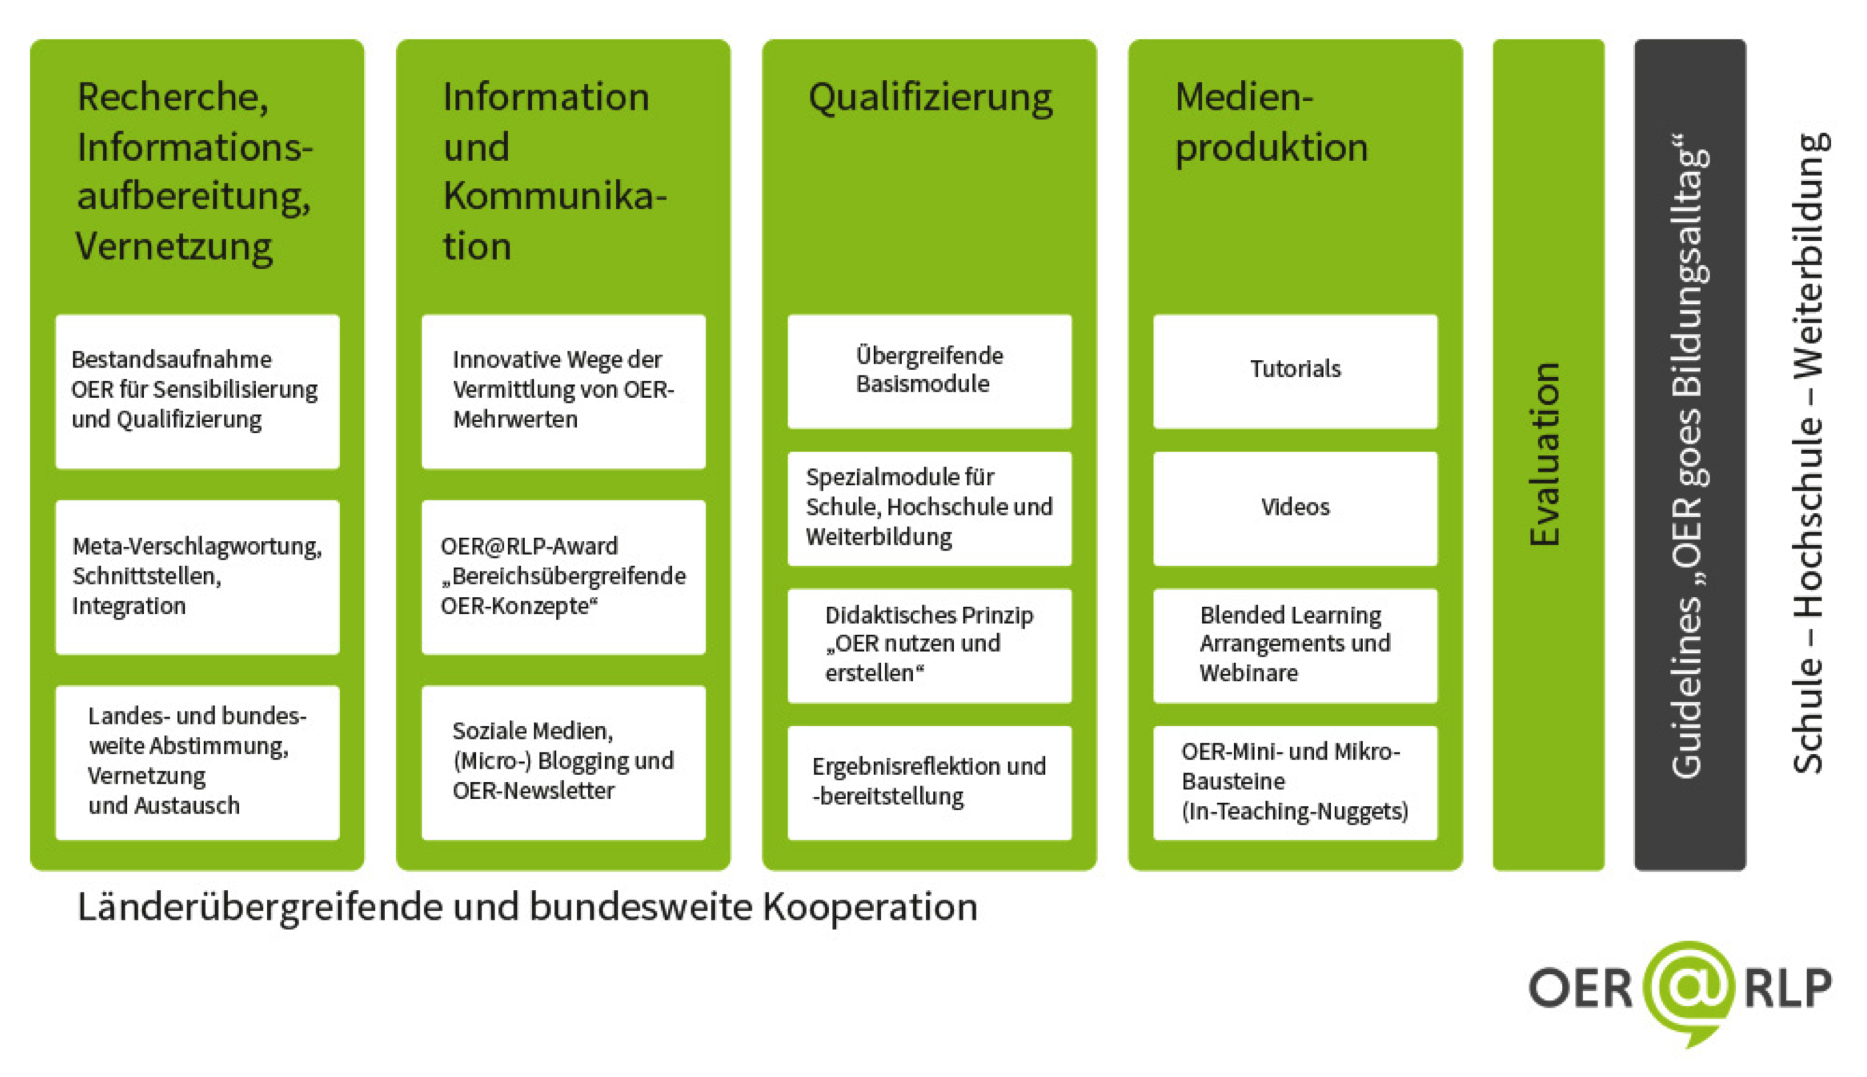 Recherche,
Informations-
aufbereitung,
Vernetzung
Bestandsaufnahme
OER für Sensibilisierung
und Qualifizierung
Meta-Verschlagwortung,
Schnittstellen,
Integration
Landes- und bundes-
weite Abstimmung,
Vernetzung
und Austausch
Information
und
Kommunika-
tion
Innovative Wege der
Vermittlung von OER-
Mehrwerten
OER@RLP-Award
„Bereichsübergreifende
OER-Konzepte“
Soziale Medien,
(Micro-) Blogging und
OER-Newsletter
Qualifizierung
Übergreifende
Basismodule
Spezialmodule für
Schule, Hochschule und
Weiterbildung
Didaktisches Prinzip
„OER nutzen und
erstellen“
Ergebnisreflektion und
-bereitstellung
Medien-
produktion
Tutorials
Videos
Blended Learning
Arrangements und
Webinare
OER-Mini- und Mikro-
Bausteine
(In-Teaching-Nuggets)
Evaluation
Guidelines „OER goes Bildungsalltag“
Schule – Hochschule – Weiterbildung
Länderübergreifende und bundesweite Kooperation
OER@RLP